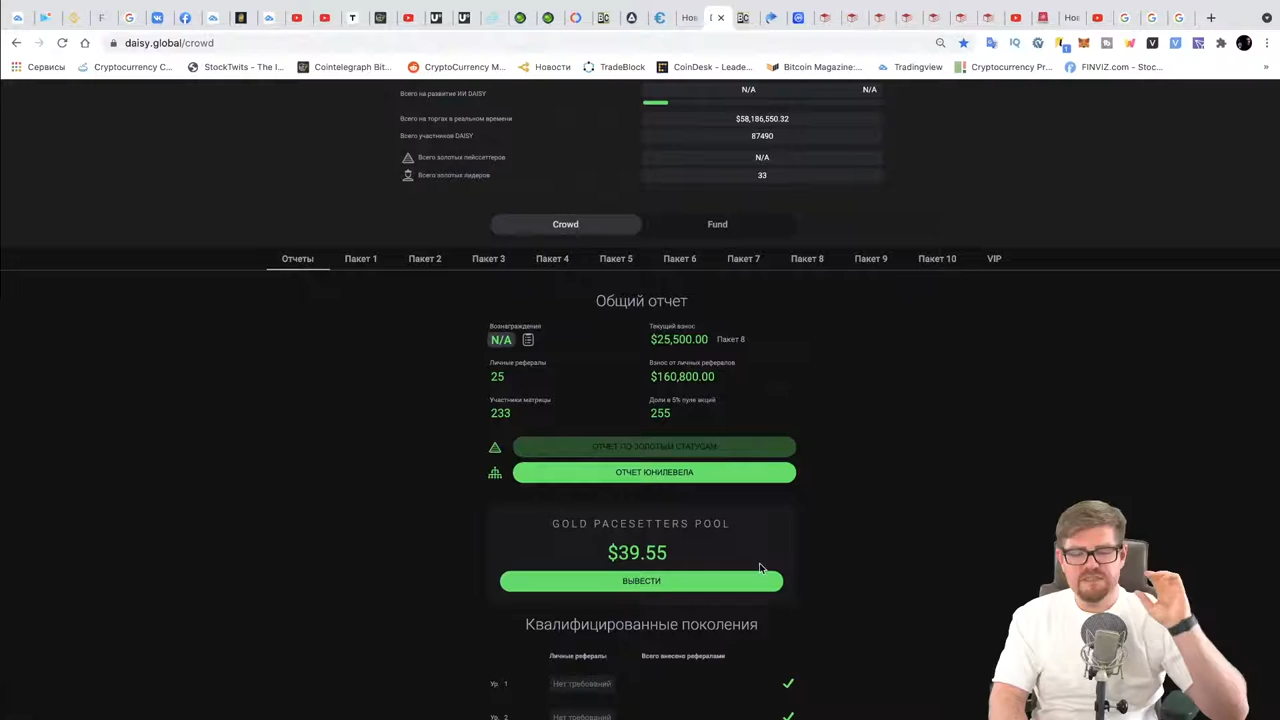 daisy.global/crowd
Сервисы
Cryptocurrency C...
StockTwits - The I...
Cointelegraph Bit...
CryptoCurrency M...
Новости
TradeBlock
CoinDesk - Leade...
Bitcoin Magazine:...
Tradingview
Cryptocurrency Pr...
FINVIZ.com - Stoc...
Всего на развитие ИИ DAISY
N/A
N/A
Всего на торгах в реальном времени
$58,186,550.32
Всего участников DAISY
87490
Всего золотых пейссеттеров
N/A
Всего золотых лидеров
33
Crowd
Fund
Отчеты
Пакет 1
Пакет 2
Пакет 3
Пакет 4
Пакет 5
Пакет 6
Пакет 7
Пакет 8
Пакет 9
Пакет 10
VIP
Общий отчет
Вознаграждения
Текущий взнос
N/A
$25,500.00
Пакет 8
Личные рефералы
Взнос от личных рефералов
25
$160,800.00
Участники матрицы
Доли в 5% пуле акций
233
255
ОТЧЕТ ПО ЗОЛОТЫМ СТАТУСАМ
ОТЧЕТ ЮНИЛЕВЕЛА
GOLD PACESETTERS POOL
$39.55
ВЫВЕСТИ
Квалифицированные поколения
Личные рефералы
Всего внесено рефералами
Ур. 1
Нет требований
Ур. 2
Нет требований